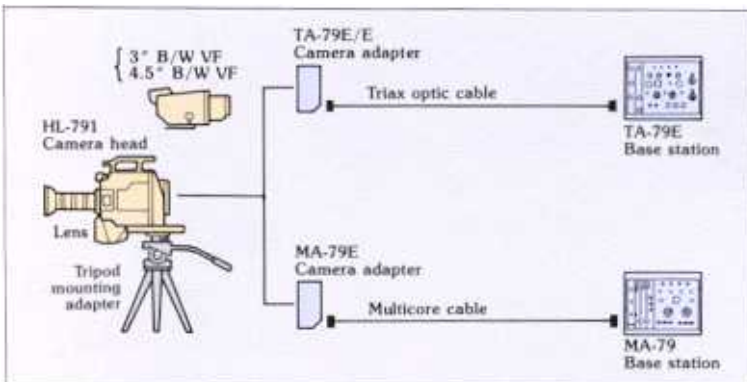 TA-79E/E
Camera adapter
{ 3" B/W VF
{ 4.5" B/W VF
Triax optic cable
HL-791
Camera head
TA-79E
Base station
Lens
MA-79E
Camera adapter
Tripod
mounting
adapter
Multicore cable
MA-79
Base station